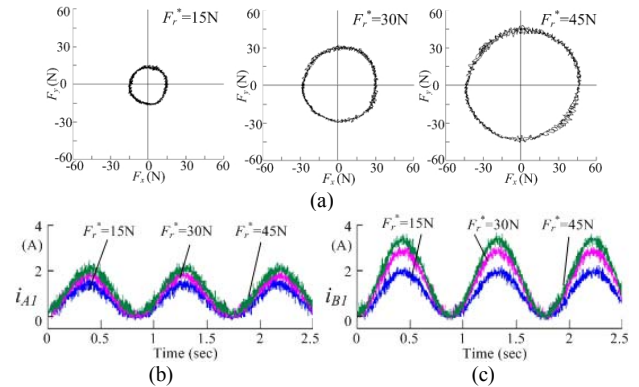 (a)
F_r*=15N
60
30
0
-30
-60
F_y(N)
-60 -30 0 30 60
F_x(N)
F_r*=30N
60
30
0
-30
-60
F_y(N)
-60 -30 0 30 60
F_x(N)
F_r*=45N
60
30
0
-30
-60
F_y(N)
-60 -30 0 30 60
F_x(N)
(a)
4
(A)
2
i_{A1}
0
F_r*=15N F_r*=30N F_r*=45N
0 0.5 1 1.5 2 2.5
Time (sec)
(b)
4
(A)
2
i_{B1}
0
F_r*=15N F_r*=30N F_r*=45N
0 0.5 1 1.5 2 2.5
Time (sec)
(c)